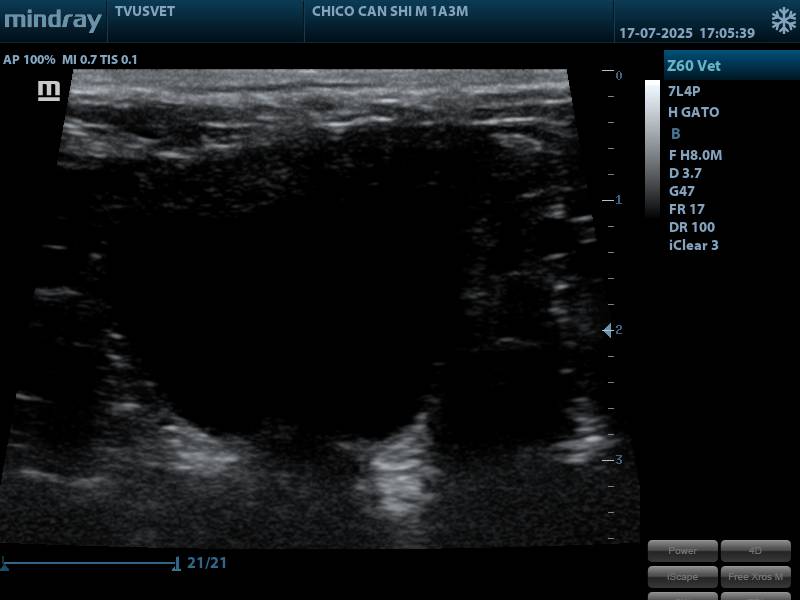 mindray
TVUSVET
CHICO CAN SHI M 1A3M
17-07-2025 17:05:39
AP 100% MI 0.7 TIS 0.1
m
Z60 Vet
7L4P
H GATO
B
F H8.0M
D 3.7
G47
FR 17
DR 100
iClear 3
0
1
2
3
21/21
Power
4D
iScape
Free Xros M